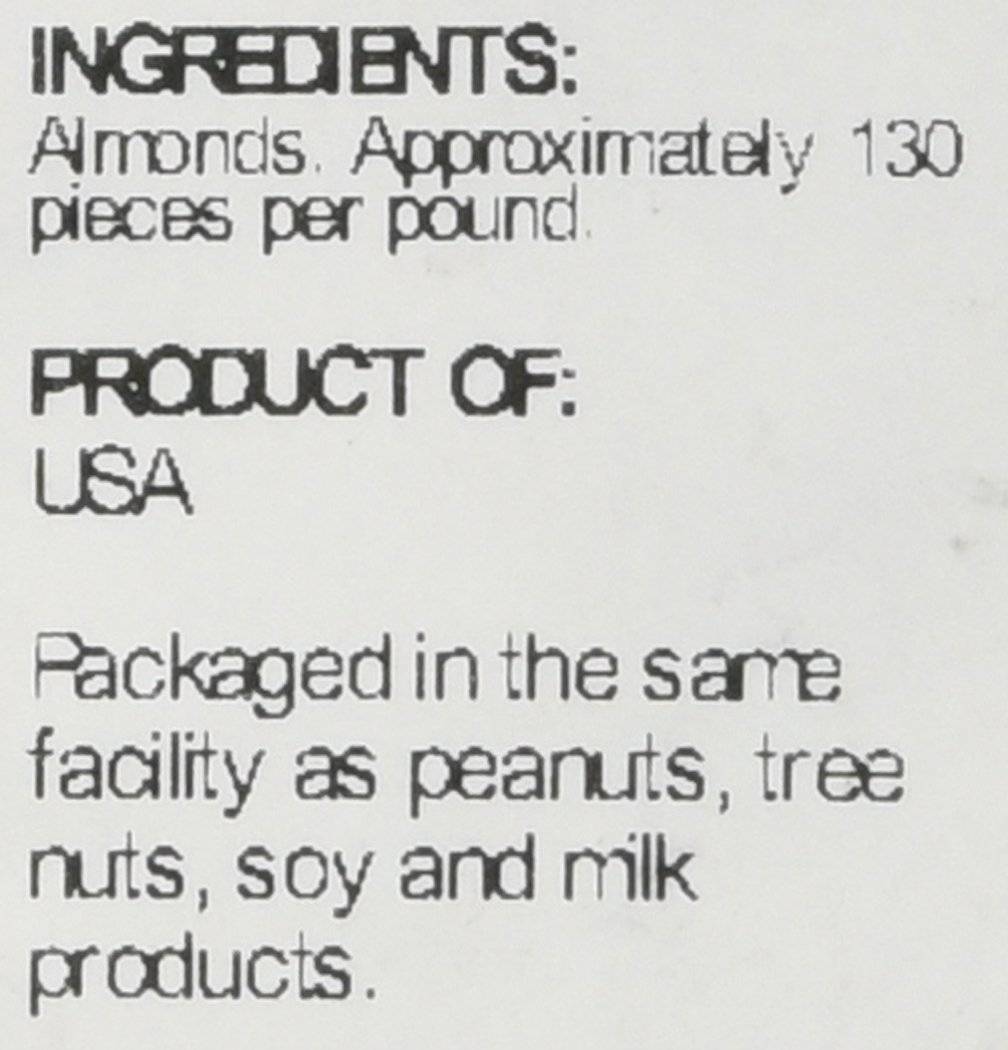 INGREDIENTS:
Almonds. Approximately 130
pieces per pound.
PRODUCT OF:
USA
Packaged in the same
facility as peanuts, tree
nuts, soy and milk
products.